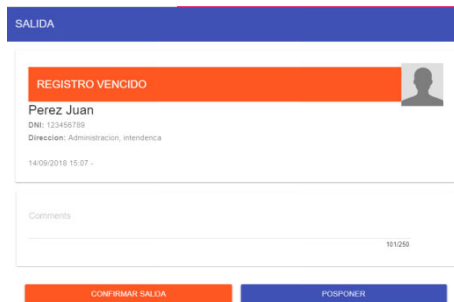 SALIDA
REGISTRO VENCIDO
Perez Juan
DNI: 123456789
Direccion: Administracion, intendenca
14/09/2018 15:07 -
Comments
101/250
CONFIRMAR SALIDA
POSPONER